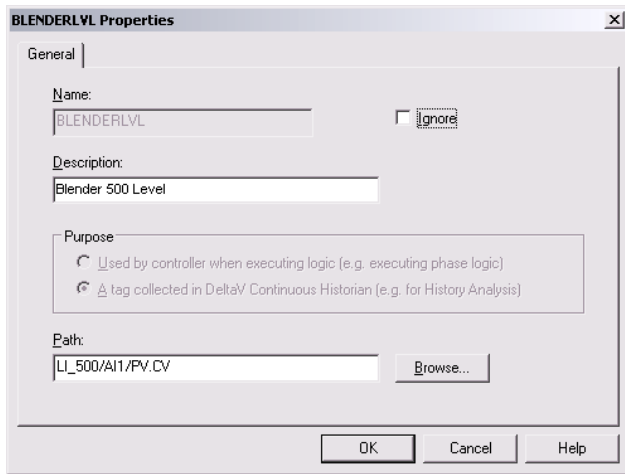 BLENDERLVL Properties
General
Name:
BLENDERLVL
Ignore
Description:
Blender 500 Level
Purpose
Used by controller when executing logic (e.g. executing phase logic)
A tag collected in DeltaV Continuous Historian (e.g. for History Analysis)
Path:
LI_500/AI1/PV.CV
Browse...
OK Cancel Help